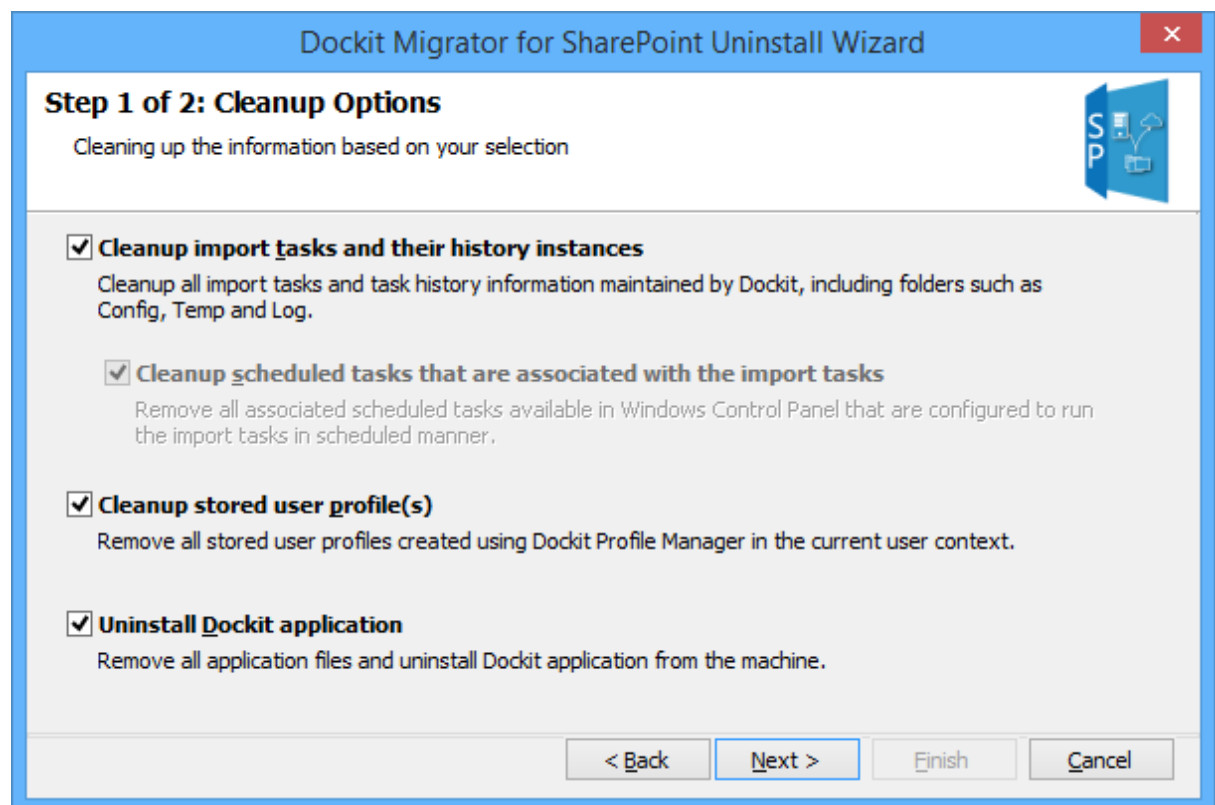 Dockit Migrator for SharePoint Uninstall Wizard
Step 1 of 2: Cleanup Options
Cleaning up the information based on your selection
S
P
Cleanup import tasks and their history instances
Cleanup all import tasks and task history information maintained by Dockit, including folders such as
Config, Temp and Log.
Cleanup scheduled tasks that are associated with the import tasks
Remove all associated scheduled tasks available in Windows Control Panel that are configured to run
the import tasks in scheduled manner.
Cleanup stored user profile(s)
Remove all stored user profiles created using Dockit Profile Manager in the current user context.
Uninstall Dockit application
Remove all application files and uninstall Dockit application from the machine.
< Back Next > Finish Cancel